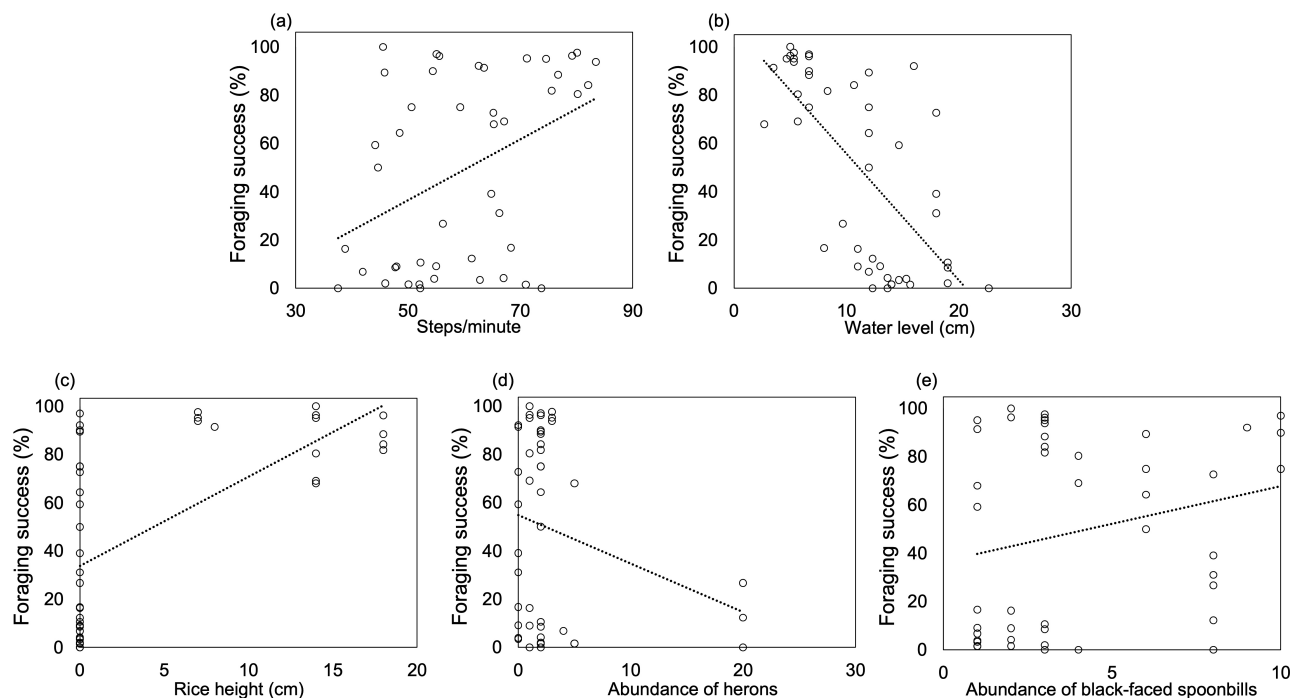 (a)
100
80
60
40
20
0
Foraging success (%)
30 50 70 90
Steps/minute
(b)
100
80
60
40
20
0
Foraging success (%)
0 10 20 30
Water level (cm)
(c)
100
80
60
40
20
0
Foraging success (%)
0 5 10 15 20
Rice height (cm)
(d)
100
80
60
40
20
0
Foraging success (%)
0 10 20 30
Abundance of herons
(e)
100
80
60
40
20
0
Foraging success (%)
0 5 10
Abundance of black-faced spoonbills